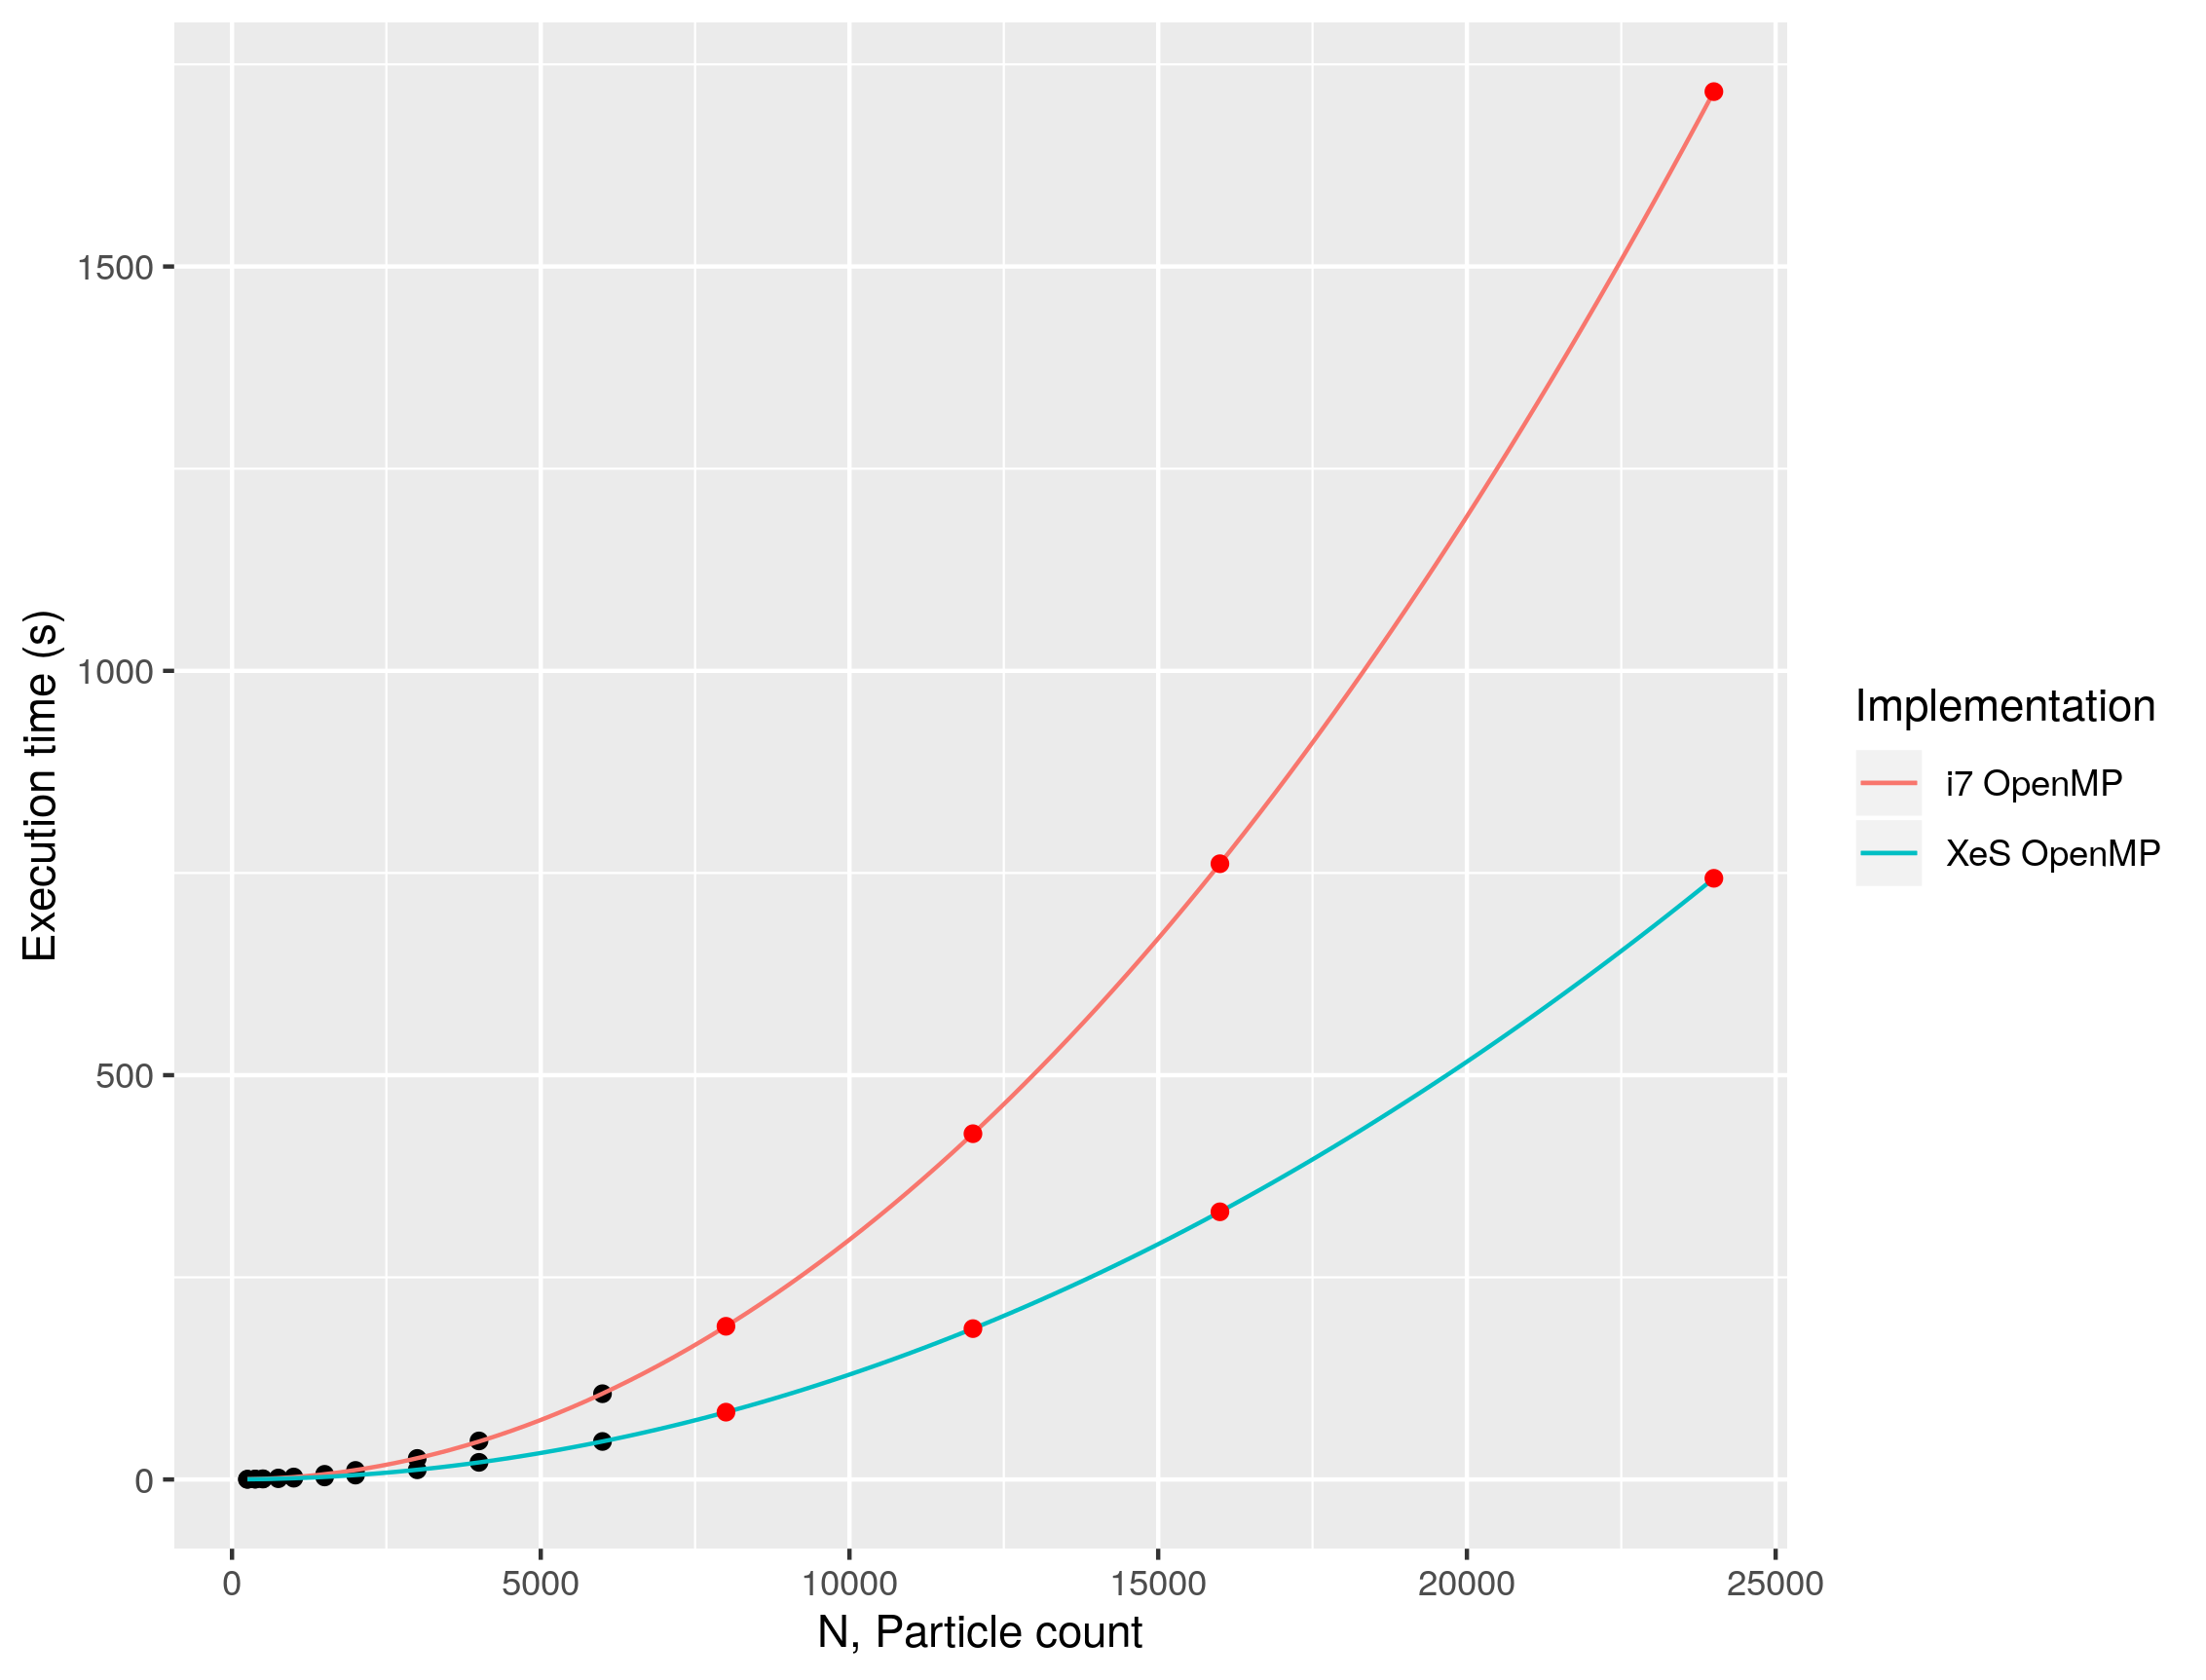 Execution time (s)
1500
1000
500
0
0 5000 10000 15000 20000 25000
N, Particle count
Implementation
i7 OpenMP
XeS OpenMP